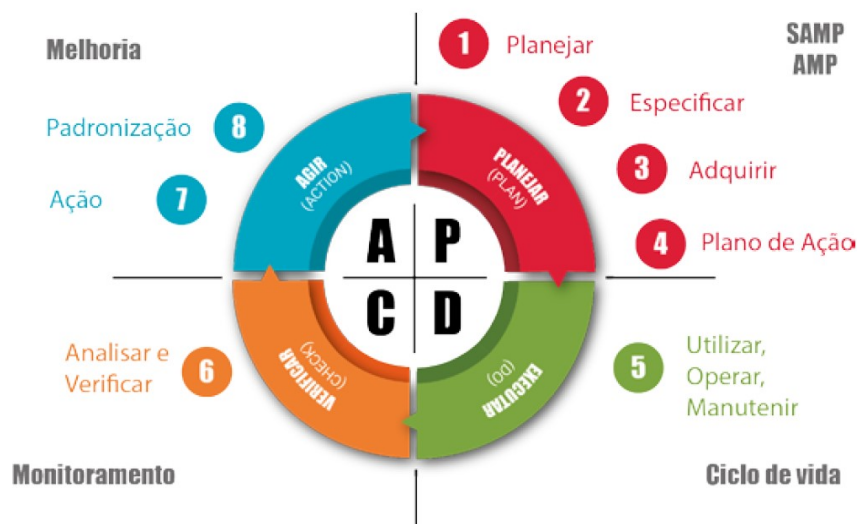 Melhoria
SAMP
AMP
1 Planejar
2 Especificar
3 Adquirir
4 Plano de Ação
Padronização 8
Ação 7
AGIR
(ACTION)
PLANEJAR
(PLAN)
A P
C D
VERIFICAR
(CHECK)
EXECUTAR
(DO)
Analisar e
Verificar
6
5
Utilizar,
Operar,
Manutenir
Monitoramento
Ciclo de vida